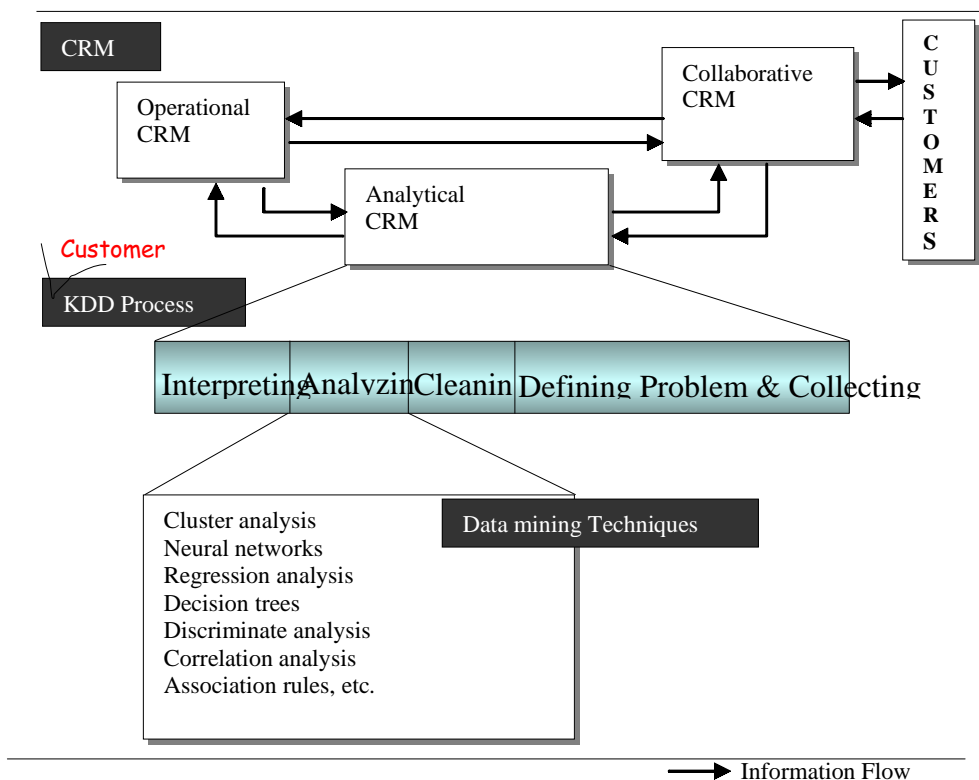 CRM
Operational
CRM
Collaborative
CRM
CUSTOMERS
Analytical
CRM
Customer
KDD Process
Interpreting
Analyzin
Cleanin
Defining Problem & Collecting
Data mining Techniques
Cluster analysis
Neural networks
Regression analysis
Decision trees
Discriminate analysis
Correlation analysis
Association rules, etc.
Information Flow